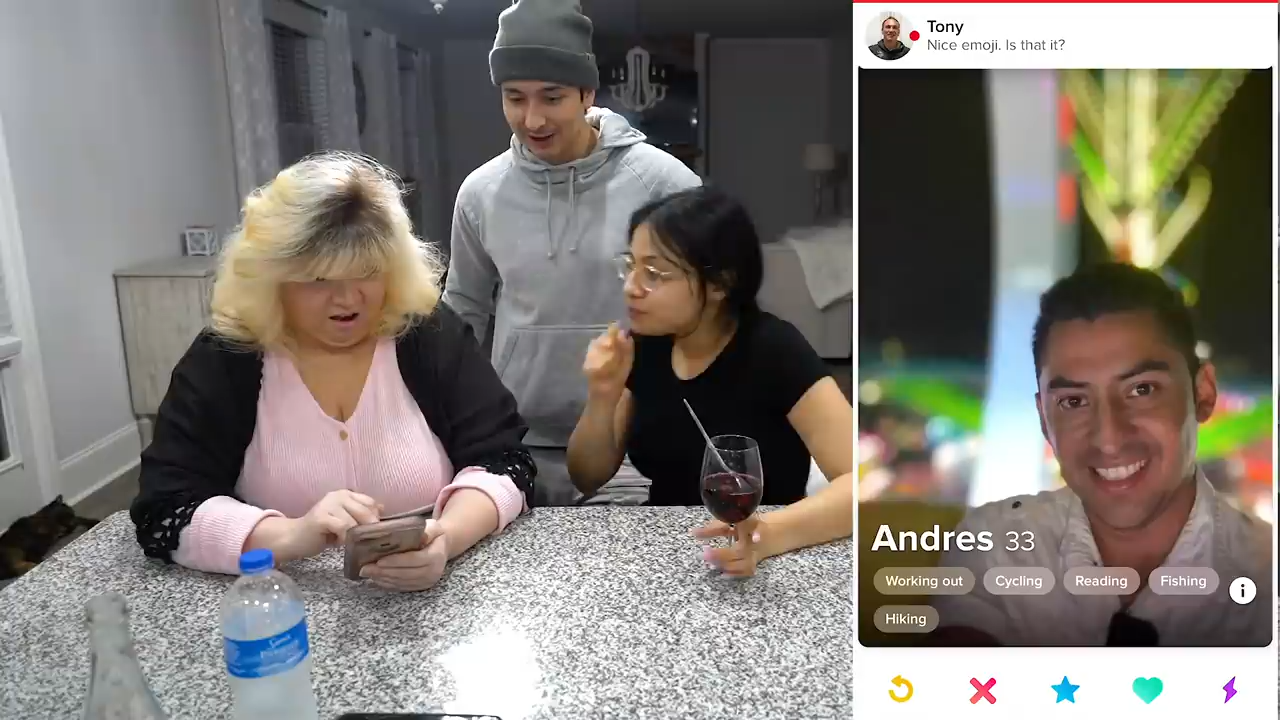 Tony
Nice emoji. Is that it?
Andres 33
Working out
Cycling
Reading
Fishing
Hiking